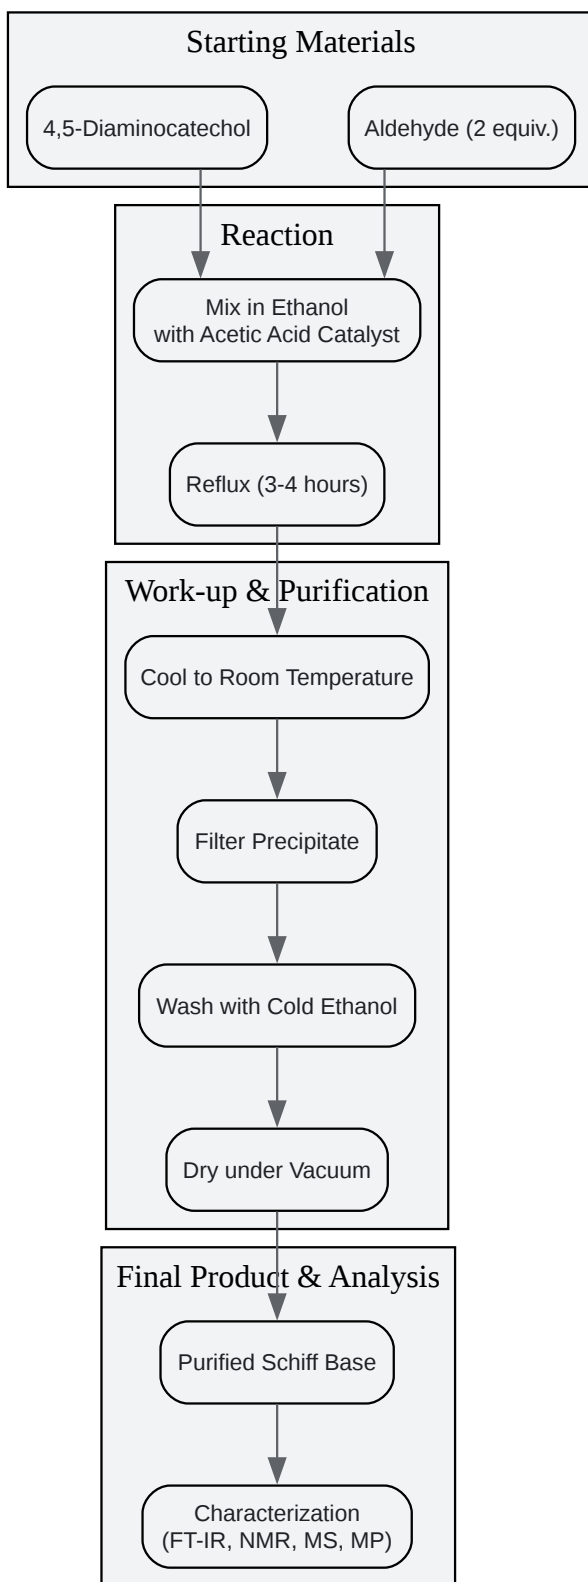 Starting Materials
4,5-Diaminocatechol
Aldehyde (2 equiv.)
Reaction
Mix in Ethanol
with Acetic Acid Catalyst
Reflux (3-4 hours)
Work-up & Purification
Cool to Room Temperature
Filter Precipitate
Wash with Cold Ethanol
Dry under Vacuum
Final Product & Analysis
Purified Schiff Base
Characterization
(FT-IR, NMR, MS, MP)